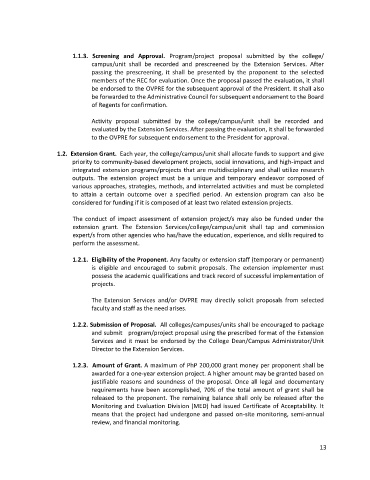 1.1.3. Screening and Approval. Program/project proposal submitted by the college/
campus/unit shall be recorded and prescreened by the Extension Services. After
passing the prescreening, it shall be presented by the proponent to the selected
members of the REC for evaluation. Once the proposal passed the evaluation, it shall
be endorsed to the OVPRE for the subsequent approval of the President. It shall also
be forwarded to the Administrative Council for subsequent endorsement to the Board
of Regents for confirmation.
Activity proposal submitted by the college/campus/unit shall be recorded and
evaluated by the Extension Services. After passing the evaluation, it shall be forwarded
to the OVPRE for subsequent endorsement to the President for approval.
1.2. Extension Grant. Each year, the college/campus/unit shall allocate funds to support and give
priority to community-based development projects, social innovations, and high-impact and
integrated extension programs/projects that are multidisciplinary and shall utilize research
outputs. The extension project must be a unique and temporary endeavor composed of
various approaches, strategies, methods, and interrelated activities and must be completed
to attain a certain outcome over a specified period. An extension program can also be
considered for funding if it is composed of at least two related extension projects.
The conduct of impact assessment of extension project/s may also be funded under the
extension grant. The Extension Services/college/campus/unit shall tap and commission
expert/s from other agencies who has/have the education, experience, and skills required to
perform the assessment.
1.2.1. Eligibility of the Proponent. Any faculty or extension staff (temporary or permanent)
is eligible and encouraged to submit proposals. The extension implementer must
possess the academic qualifications and track record of successful implementation of
projects.
The Extension Services and/or OVPRE may directly solicit proposals from selected
faculty and staff as the need arises.
1.2.2. Submission of Proposal. All colleges/campuses/units shall be encouraged to package
and submit program/project proposal using the prescribed format of the Extension
Services and it must be endorsed by the College Dean/Campus Administrator/Unit
Director to the Extension Services.
1.2.3. Amount of Grant. A maximum of PhP 200,000 grant money per proponent shall be
awarded for a one-year extension project. A higher amount may be granted based on
justifiable reasons and soundness of the proposal. Once all legal and documentary
requirements have been accomplished, 70% of the total amount of grant shall be
released to the proponent. The remaining balance shall only be released after the
Monitoring and Evaluation Division (MED) had issued Certificate of Acceptability. It
means that the project had undergone and passed on-site monitoring, semi-annual
review, and financial monitoring.
13